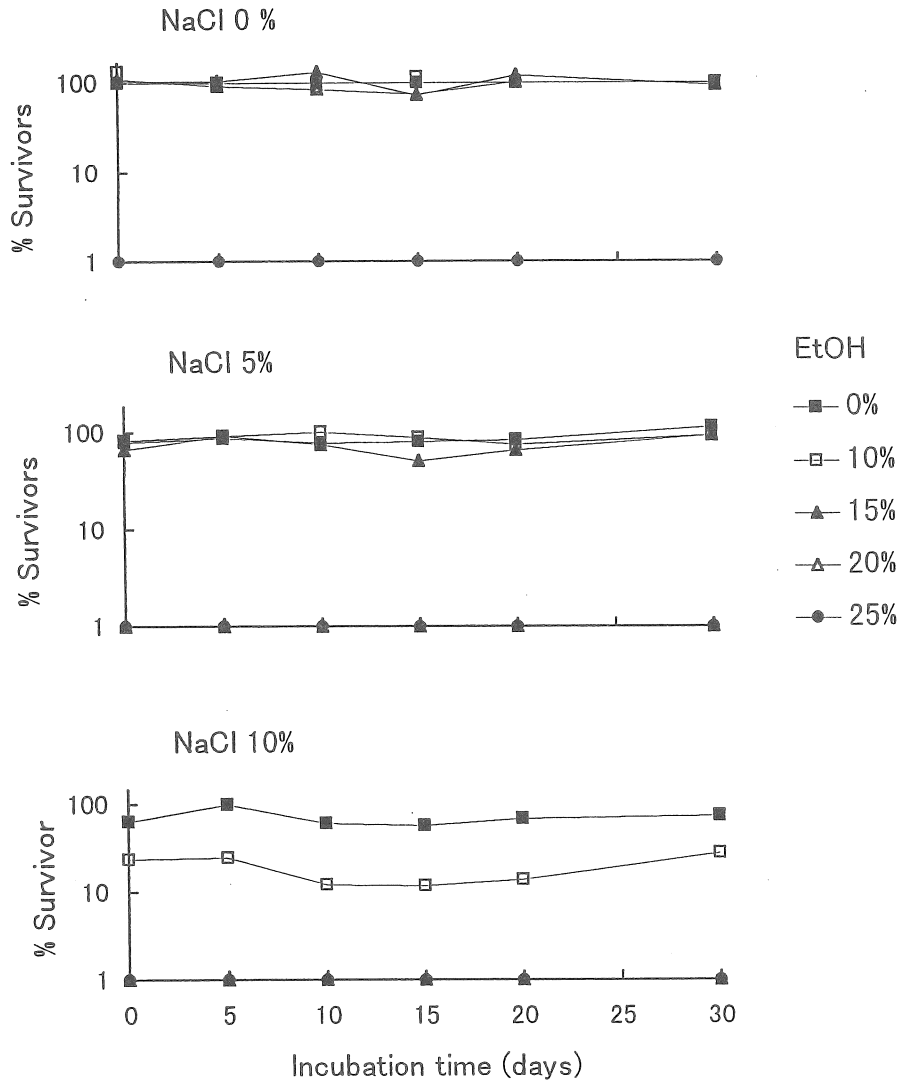 NaCl 0 %
100
10
1
% Survivors
NaCl 5%
100
10
1
% Survivors
EtOH
0%
10%
15%
20%
25%
NaCl 10%
100
10
1
% Survivor
0 5 10 15 20 30
Incubation time (days)